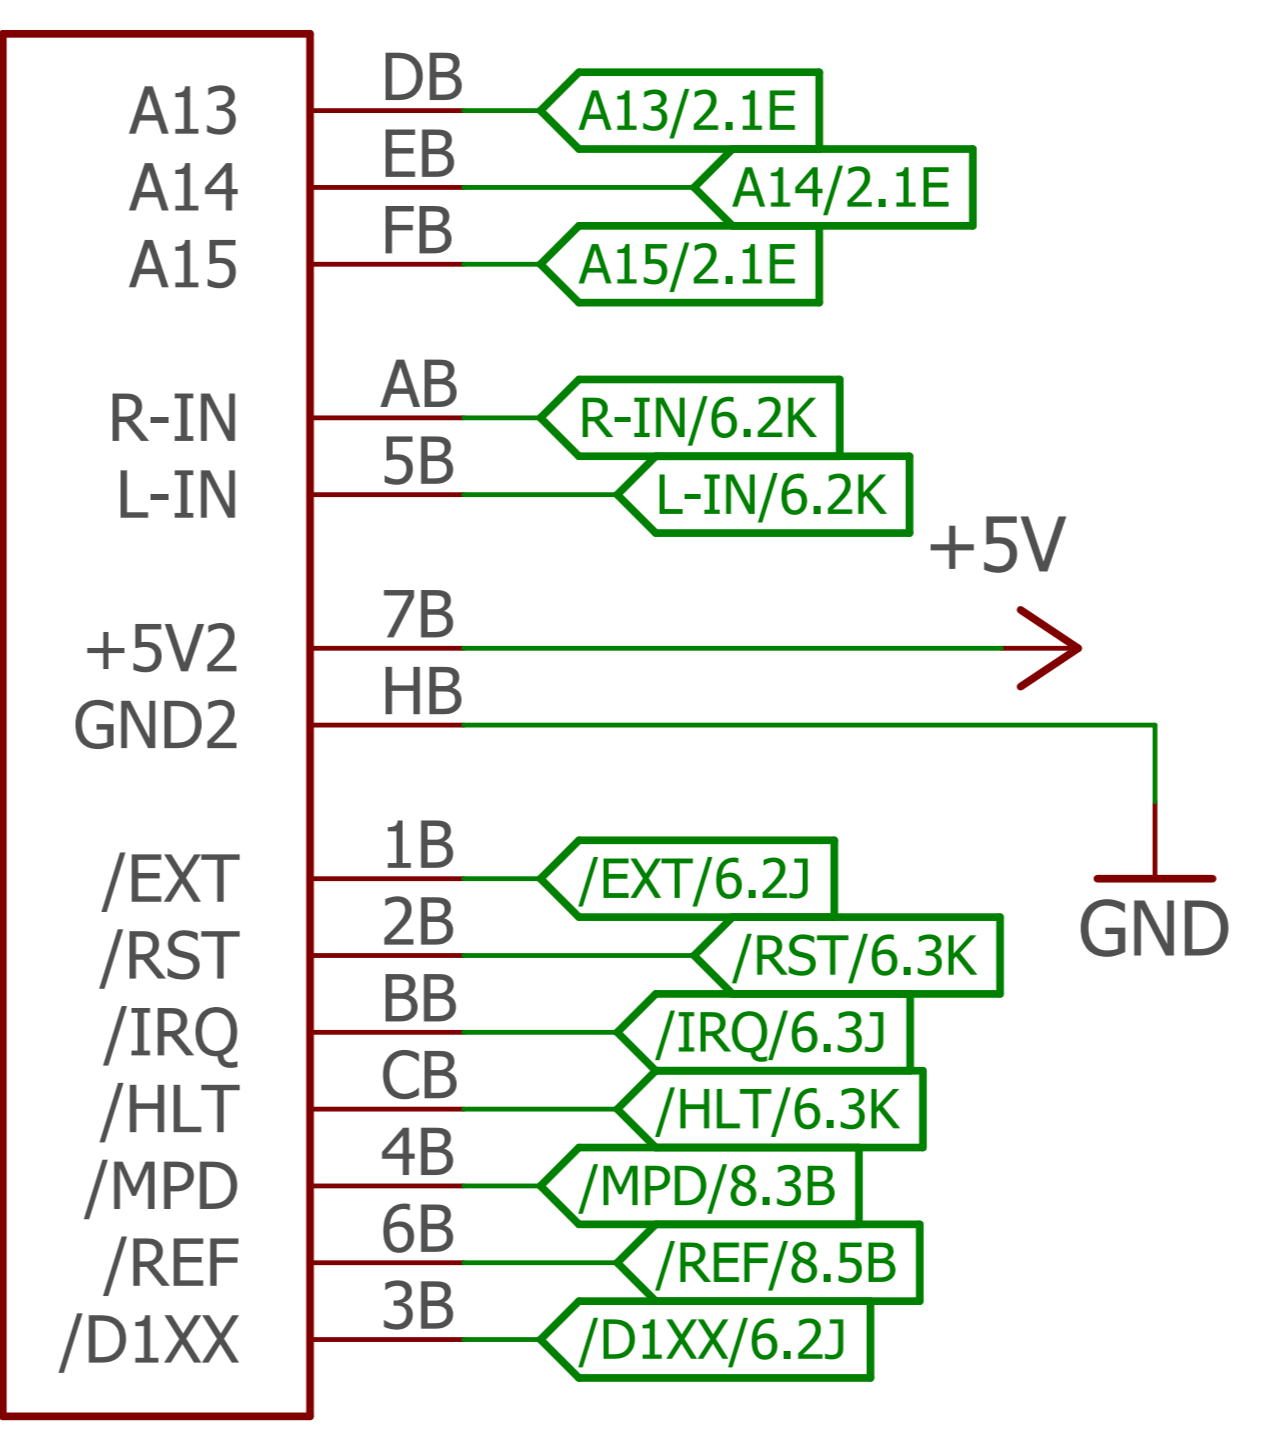 A13 DB A13/2.1E
A14 EB A14/2.1E
A15 FB A15/2.1E
R-IN AB R-IN/6.2K
L-IN 5B L-IN/6.2K
+5V
+5V2 7B
GND2 HB
/EXT 1B /EXT/6.2J
GND
/RST 2B /RST/6.3K
/IRQ BB /IRQ/6.3J
/HLT CB /HLT/6.3K
/MPD 4B /MPD/8.3B
/REF 6B /REF/8.5B
/D1XX 3B /D1XX/6.2J